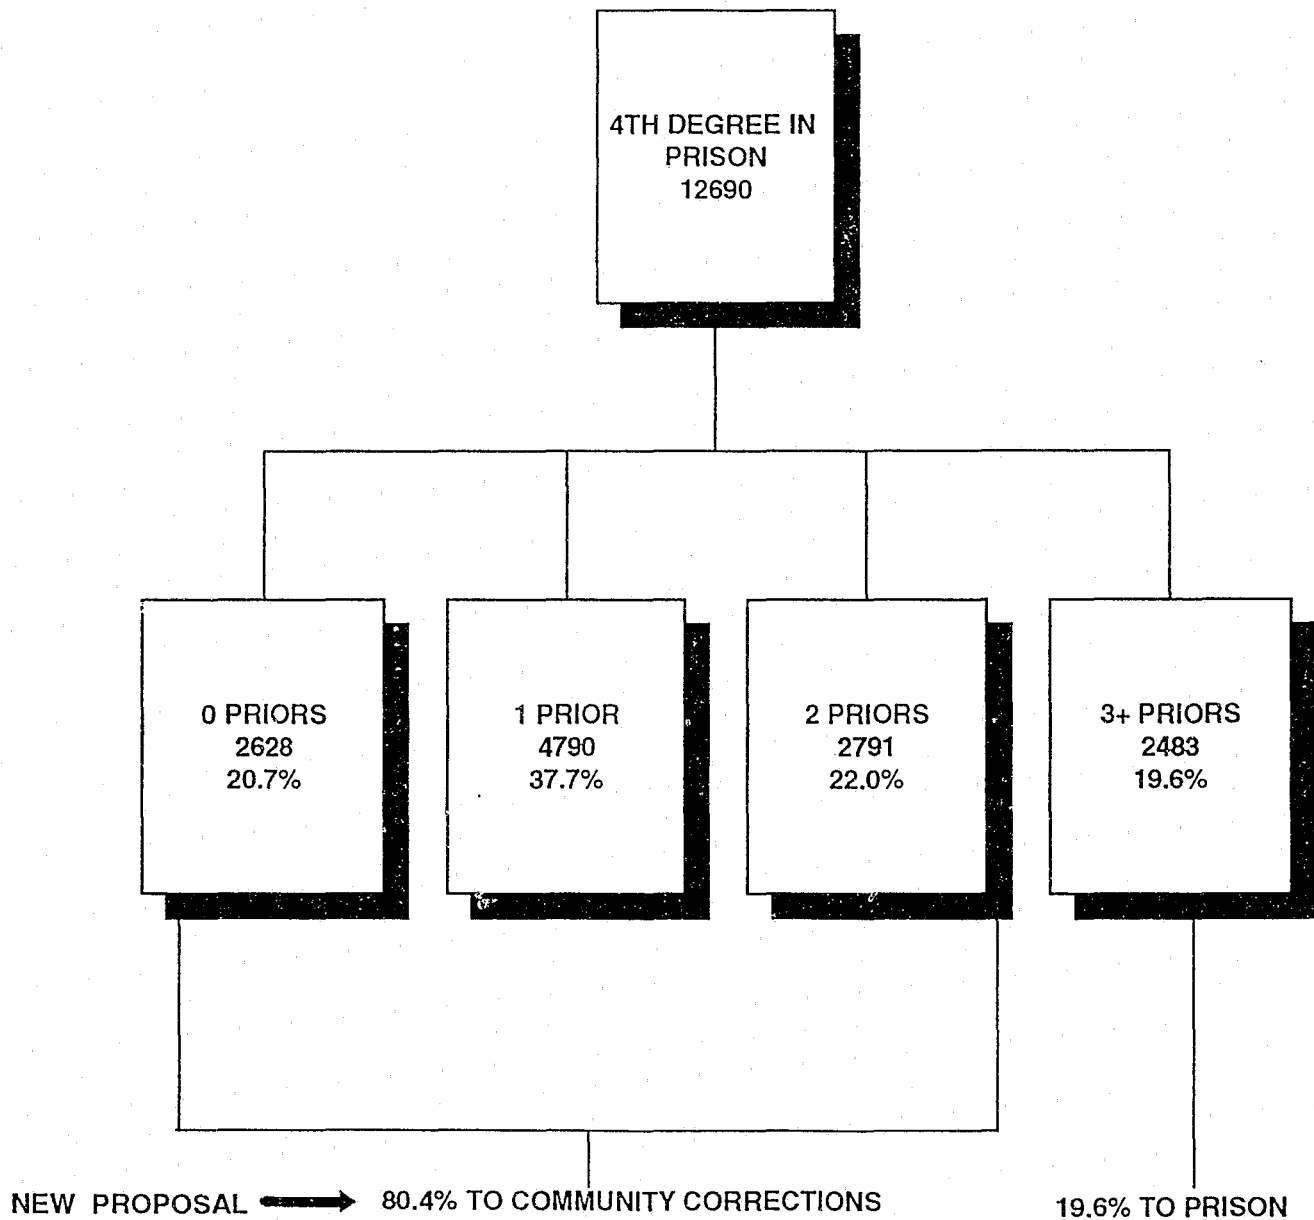 4TH DEGREE IN
PRISON
12690
0 PRIORS
2628
20.7%
1 PRIOR
4790
37.7%
2 PRIORS
2791
22.0%
3+ PRIORS
2483
19.6%
NEW PROPOSAL
80.4% TO COMMUNITY CORRECTIONS
19.6% TO PRISON